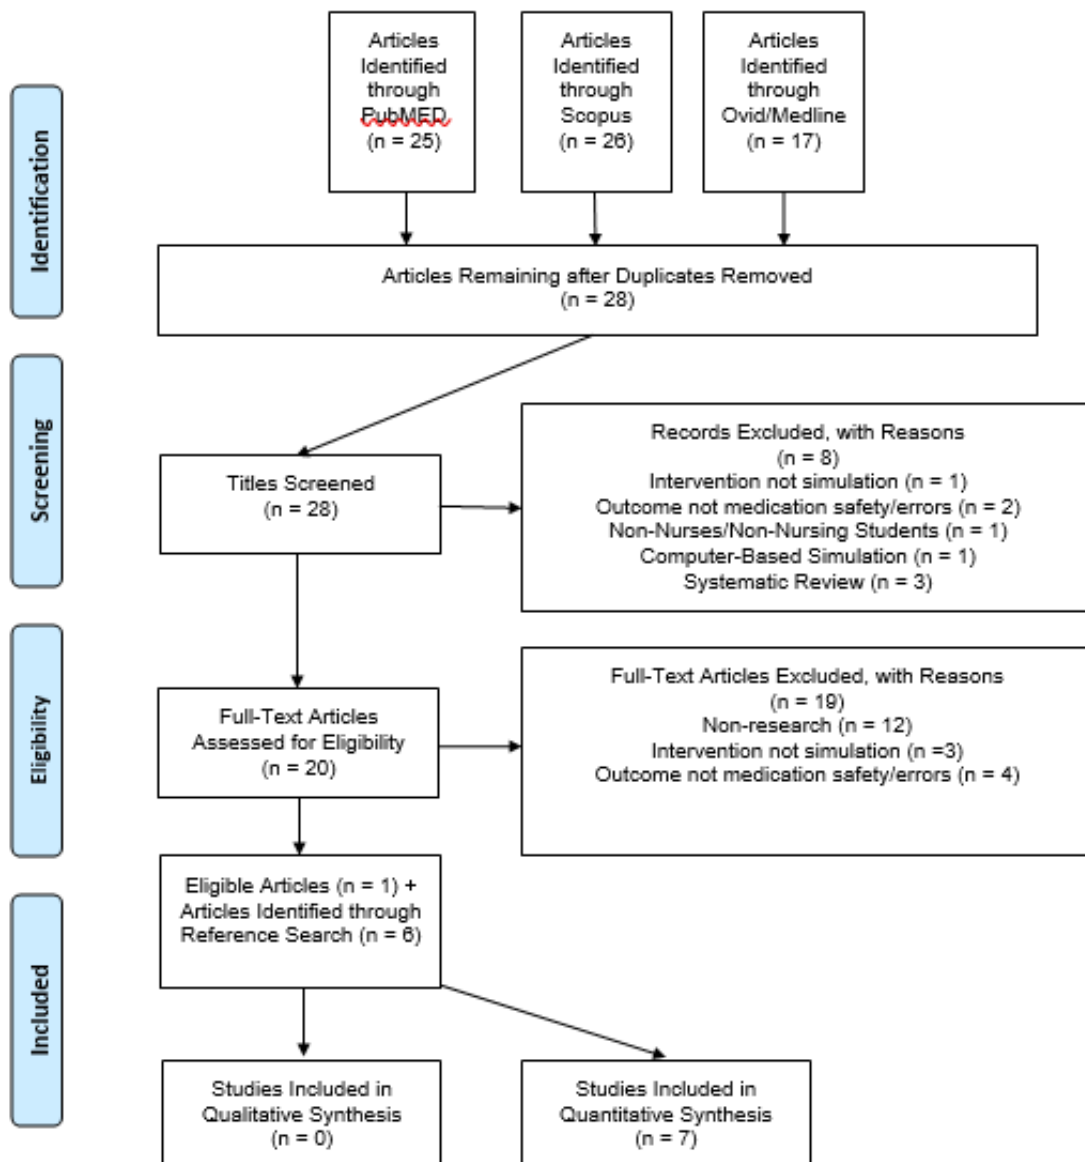 Articles
Identified
through
PubMED
(n = 25)
Articles
Identified
through
Scopus
(n = 26)
Articles
Identified
through
Ovid/Medline
(n = 17)
Identification
Articles Remaining after Duplicates Removed
(n = 28)
Screening
Titles Screened
(n = 28)
Records Excluded, with Reasons
(n = 8)
Intervention not simulation (n = 1)
Outcome not medication safety/errors (n = 2)
Non-Nurses/Non-Nursing Students (n = 1)
Computer-Based Simulation (n = 1)
Systematic Review (n = 3)
Eligibility
Full-Text Articles
Assessed for Eligibility
(n = 20)
Full-Text Articles Excluded, with Reasons
(n = 19)
Non-research (n = 12)
Intervention not simulation (n =3)
Outcome not medication safety/errors (n = 4)
Eligible Articles (n = 1) +
Articles Identified through
Reference Search (n = 6)
Included
Studies Included in
Qualitative Synthesis
(n = 0)
Studies Included in
Quantitative Synthesis
(n = 7)